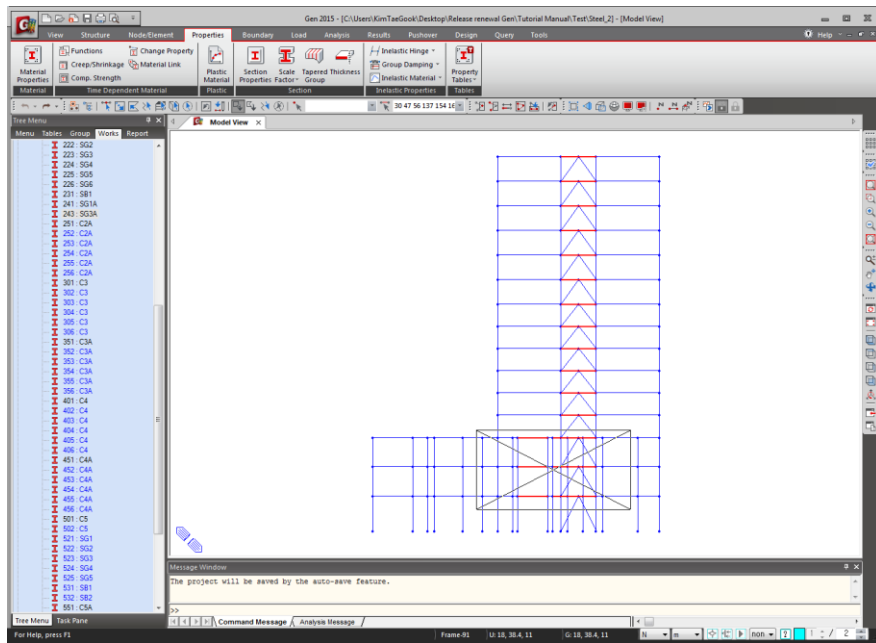 Gen 2015 - [C:\Users\KimTaeGook\Desktop\Release renewal Gen\Tutorial Manual\Test\Steel_2] - [Model View]
View Structure Node/Element Properties Boundary Load Analysis Results Pushover Design Query Tools Help
Material Properties
Functions
Creep/Shrinkage
Comp. Strength
Change Property
Material Link
Plastic Material
Section Properties
Scale Factor
Tapered Group
Thickness
Inelastic Hinge
Group Damping
Inelastic Material
Property Tables
Material Time Dependent Material Plastic Section Inelastic Properties Tables
30 47 56 137 154 16
Tree Menu
Menu Tables Group Works Report
Model View
222 : SG2
223 : SG3
224 : SG4
225 : SG5
226 : SG6
231 : SB1
241 : SG1A
243 : SG3A
251 : C2A
252 : C2A
253 : C2A
254 : C2A
255 : C2A
256 : C2A
301 : C3
302 : C3
303 : C3
304 : C3
305 : C3
306 : C3
351 : C3A
352 : C3A
353 : C3A
354 : C3A
355 : C3A
356 : C3A
401 : C4
402 : C4
403 : C4
404 : C4
405 : C4
406 : C4
451 : C4A
452 : C4A
453 : C4A
454 : C4A
455 : C4A
456 : C4A
501 : C5
502 : C5
521 : SG1
522 : SG2
523 : SG3
524 : SG4
525 : SG5
531 : SB1
532 : SB2
551 : C5A
Message Window
The project will be saved by the auto-save feature.
>>
Tree Menu Task Pane
Command Message Analysis Message
For Help, press F1
Frame-91
U: 18, 38.4, 11
G: 18, 38.4, 11
N
m
non
?
1 / 2